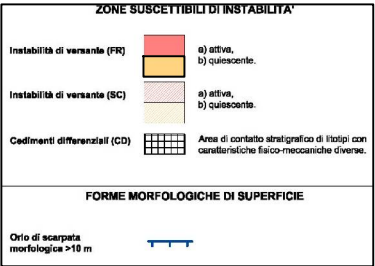 ZONE SUSCETTIBILI DI INSTABILITA'
Instabilità di versante (FR)
a) attiva,
b) quiescente.
Instabilità di versante (SC)
a) attiva,
b) quiescente.
Cedimenti differenziali (CD)
Area di contatto stratigrafico di litotipi con
caratteristiche fisico-meccaniche diverse.
FORME MORFOLOGICHE DI SUPERFICIE
Orlo di scarpata
morfologica >10 m